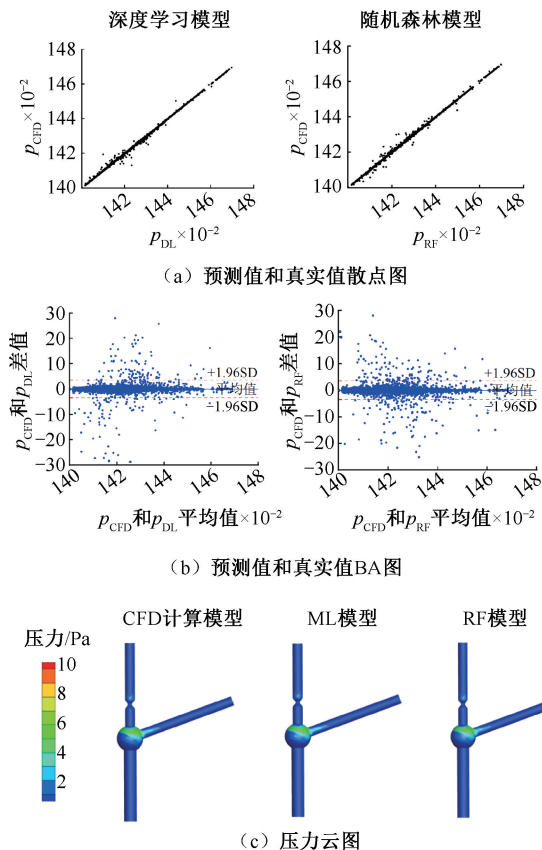 深度学习模型 随机森林模型
148 148
146 146
144 144
142 142
140 140
p_CFD×10⁻² p_CFD×10⁻²
142 144 146 148 142 144 146 148
p_DL×10⁻² p_RF×10⁻²
(a) 预测值和真实值散点图
30 30
20 20
10 10
0 0
−10 −10
−20 −20
−30 −30
p_CFD和p_DL差值 p_CFD和p_RF差值
+1.96SD +1.96SD
平均值 平均值
−1.96SD −1.96SD
140 142 144 146 148 140 142 144 146 148
p_CFD和p_DL平均值×10⁻² p_CFD和p_RF平均值×10⁻²
(b) 预测值和真实值BA图
CFD计算模型 ML模型 RF模型
压力/Pa
10
8
6
4
2
(c) 压力云图